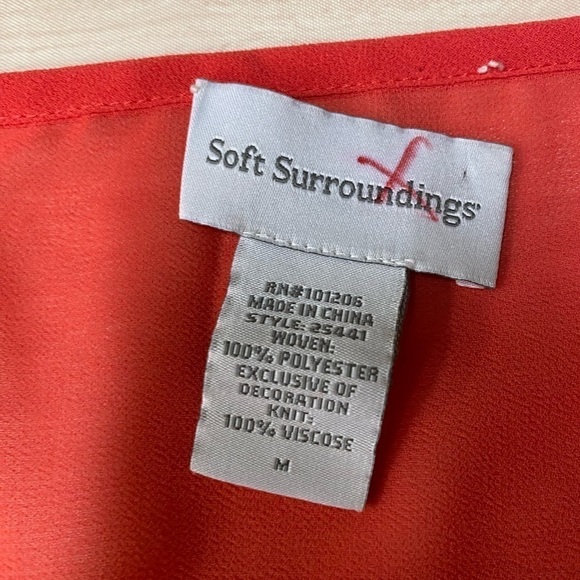 Soft Surroundings
RN#101206
MADE IN CHINA
STYLE: 25441
WOVEN:
100% POLYESTER
EXCLUSIVE OF
DECORATION
KNIT:
100% VISCOSE
M